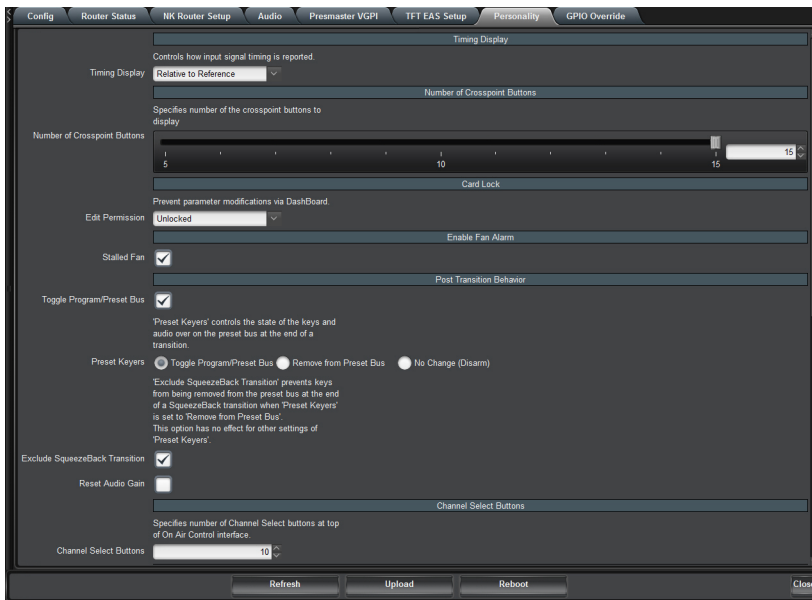 Config Router Status NK Router Setup Audio Presmaster VGPI TFT EAS Setup Personality GPIO Override
Timing Display
Controls how input signal timing is reported.
Timing Display Relative to Reference
Number of Crosspoint Buttons
Specifies number of the crosspoint buttons to
display
Number of Crosspoint Buttons 15
5 10 15
Card Lock
Prevent parameter modifications via DashBoard.
Edit Permission Unlocked
Enable Fan Alarm
Stalled Fan
Post Transition Behavior
Toggle Program/Preset Bus
'Preset Keyers' controls the state of the keys and
audio over on the preset bus at the end of a
transition.
Preset Keyers Toggle Program/Preset Bus Remove from Preset Bus No Change (Disarm)
'Exclude SqueezeBack Transition' prevents keys
from being removed from the preset bus at the end
of a SqueezeBack transition when 'Preset Keyers'
is set to 'Remove from Preset Bus'.
This option has no effect for other settings of
'Preset Keyers'.
Exclude SqueezeBack Transition
Reset Audio Gain
Channel Select Buttons
Specifies number of Channel Select buttons at top
of On Air Control interface.
Channel Select Buttons 10
Refresh Upload Reboot Close